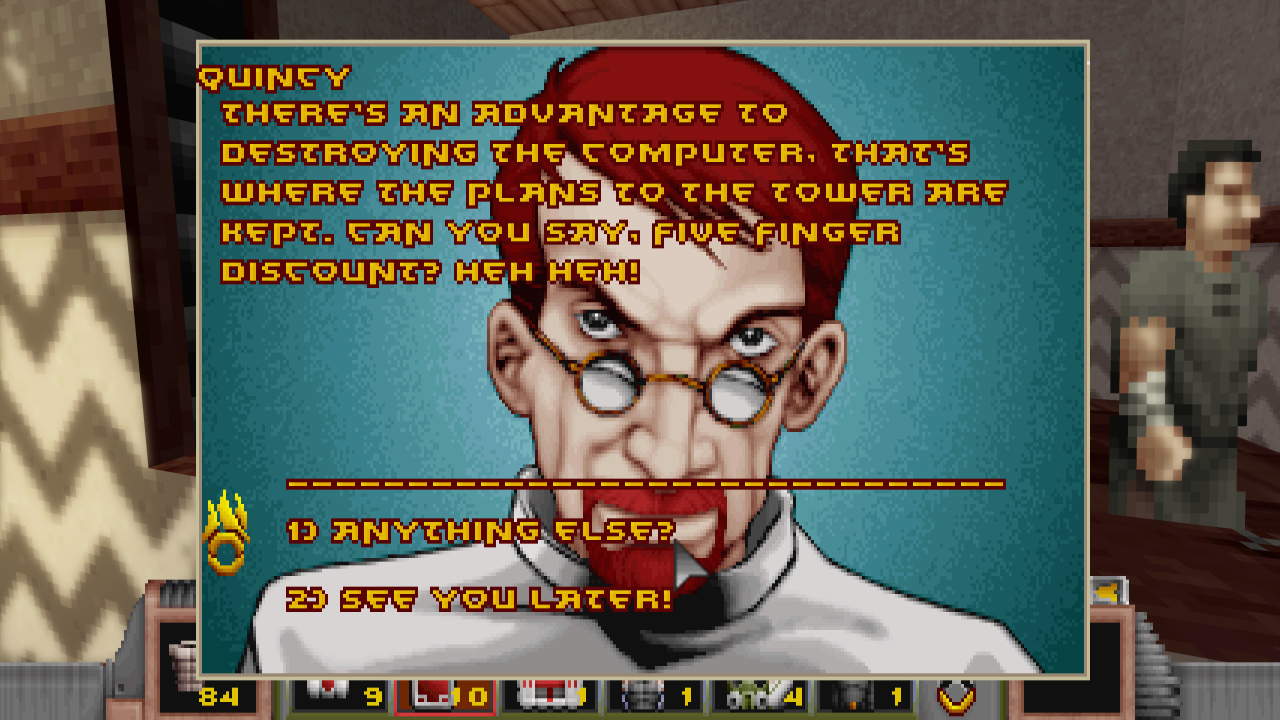 QUINCY
THERE'S AN ADVANTAGE TO
DESTROYING THE COMPUTER, THAT'S
WHERE THE PLANS TO THE TOWER ARE
KEPT. CAN YOU SAY, FIVE FINGER
DISCOUNT? HEH HEH!
--------------------------------
1) ANYTHING ELSE?
2) SEE YOU LATER!
84 9 10 1 1 4 1